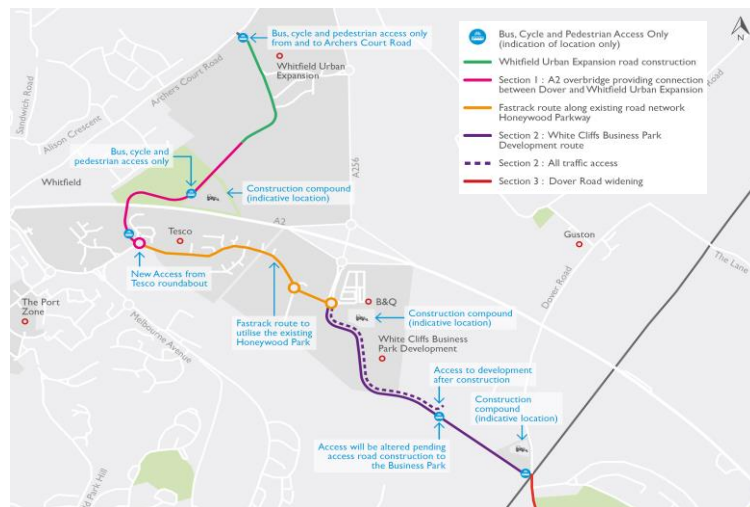 Bus, cycle and pedestrian access only
from and to Archers Court Road
Whitfield Urban
Expansion
Sandwich Road
Archers Court Road
Alison Crescent
Bus, cycle and
pedestrian access only
Whitfield
Construction compound
(indicative location)
A256
A2
Tesco
New Access from
Tesco roundabout
The Port
Zone
Melbourne Avenue
Fastrack route to
utilise the existing
Honeywood Park
B&Q
Construction compound
(indicative location)
White Cliffs Business
Park Development
Access to development
after construction
Construction
compound
(indicative location)
Access will be altered pending
access road construction to
the Business Park
Guston
Dover Road
The Lane
Park Hill
Road
N
Bus, Cycle and Pedestrian Access Only
(indication of location only)
Whitfield Urban Expansion road construction
Section 1 : A2 overbridge providing connection
between Dover and Whitfield Urban Expansion
Fastrack route along existing road network
Honeywood Parkway
Section 2 : White Cliffs Business Park
Development route
Section 2 : All traffic access
Section 3 : Dover Road widening